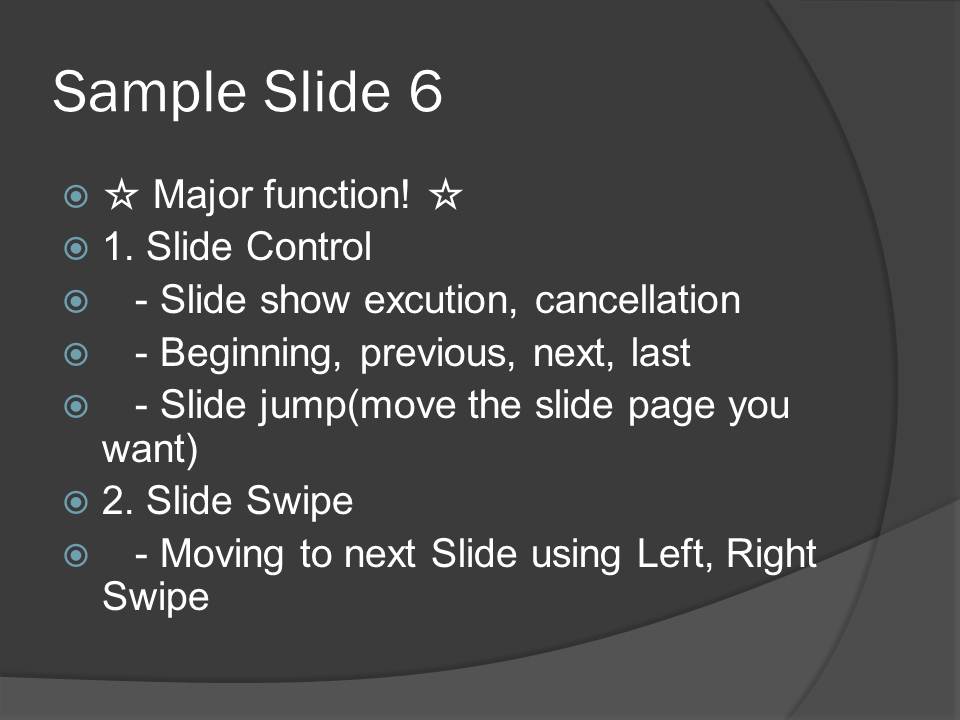 Sample Slide 6
☆ Major function! ☆
1. Slide Control
- Slide show excution, cancellation
- Beginning, previous, next, last
- Slide jump(move the slide page you
want)
2. Slide Swipe
- Moving to next Slide using Left, Right
Swipe